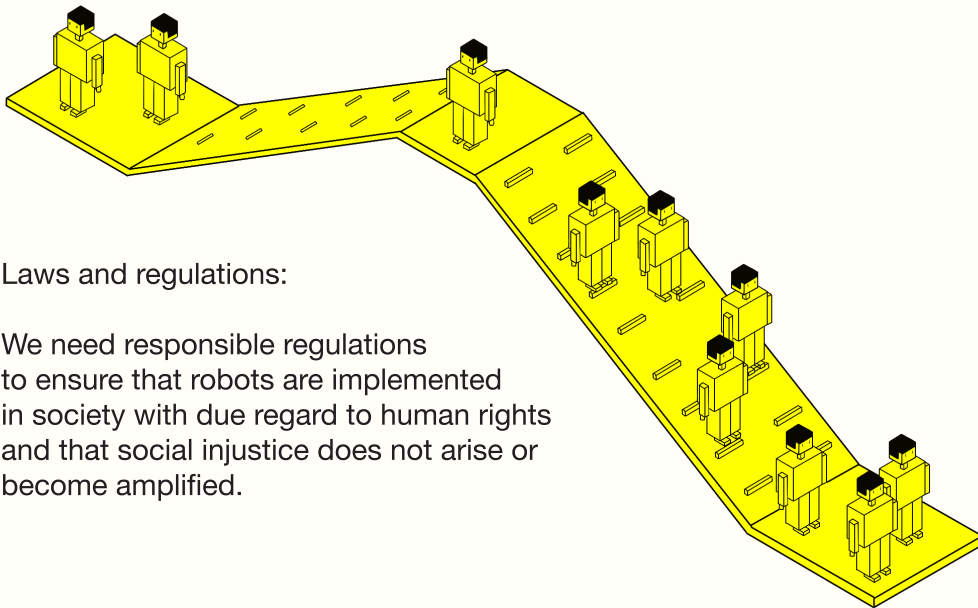 Laws and regulations:
We need responsible regulations
to ensure that robots are implemented
in society with due regard to human rights
and that social injustice does not arise or
become amplified.